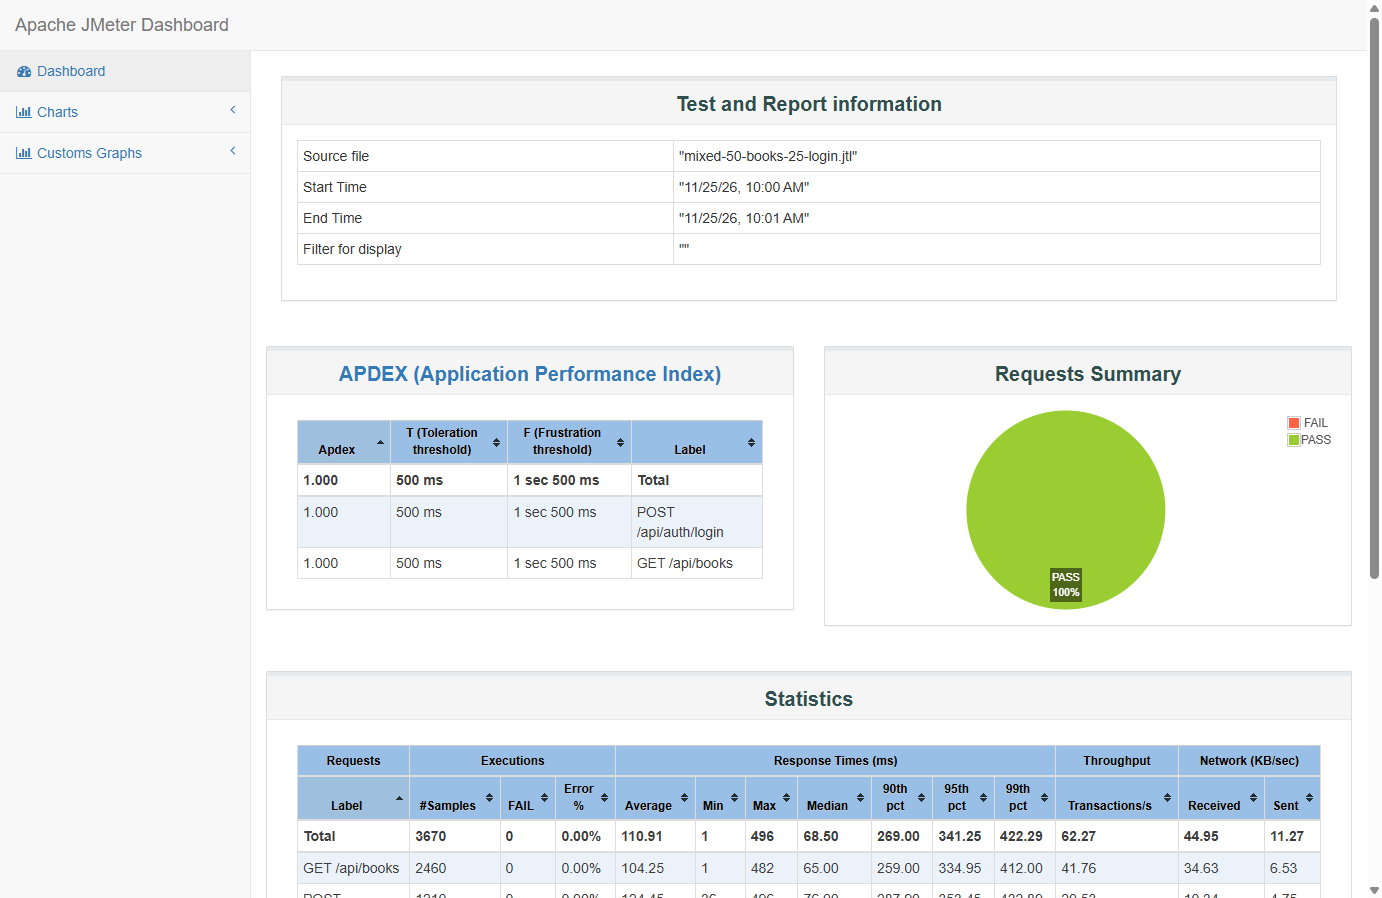 Apache JMeter Dashboard
Dashboard
Charts
Customs Graphs
Test and Report information
Source file "mixed-50-books-25-login.jtl"
Start Time "11/25/26, 10:00 AM"
End Time "11/25/26, 10:01 AM"
Filter for display ""
APDEX (Application Performance Index)
Apdex T (Toleration threshold) F (Frustration threshold) Label
1.000 500 ms 1 sec 500 ms Total
1.000 500 ms 1 sec 500 ms POST /api/auth/login
1.000 500 ms 1 sec 500 ms GET /api/books
Requests Summary
FAIL
PASS
PASS
100%
Statistics
Requests Executions Response Times (ms) Throughput Network (KB/sec)
Label #Samples FAIL Error % Average Min Max Median 90th pct 95th pct 99th pct Transactions/s Received Sent
Total 3670 0 0.00% 110.91 1 496 68.50 269.00 341.25 422.29 62.27 44.95 11.27
GET /api/books 2460 0 0.00% 104.25 1 482 65.00 259.00 334.95 412.00 41.76 34.63 6.53
POST 1210 0 0.00%